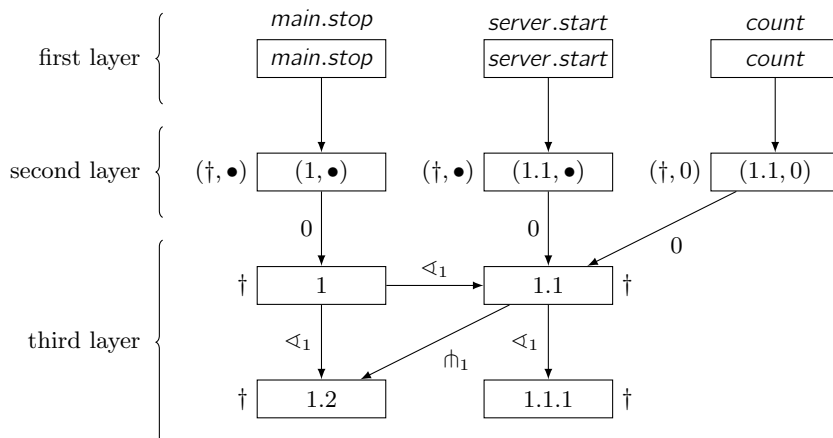 main.stop server.start count
first layer main.stop server.start count
second layer (†, •) (1, •) (†, •) (1.1, •) (†, 0) (1.1, 0)
0 0 0
⋖₁
third layer † 1 1.1 †
⋖₁ ⋔₁ ⋖₁
† 1.2 1.1.1 †